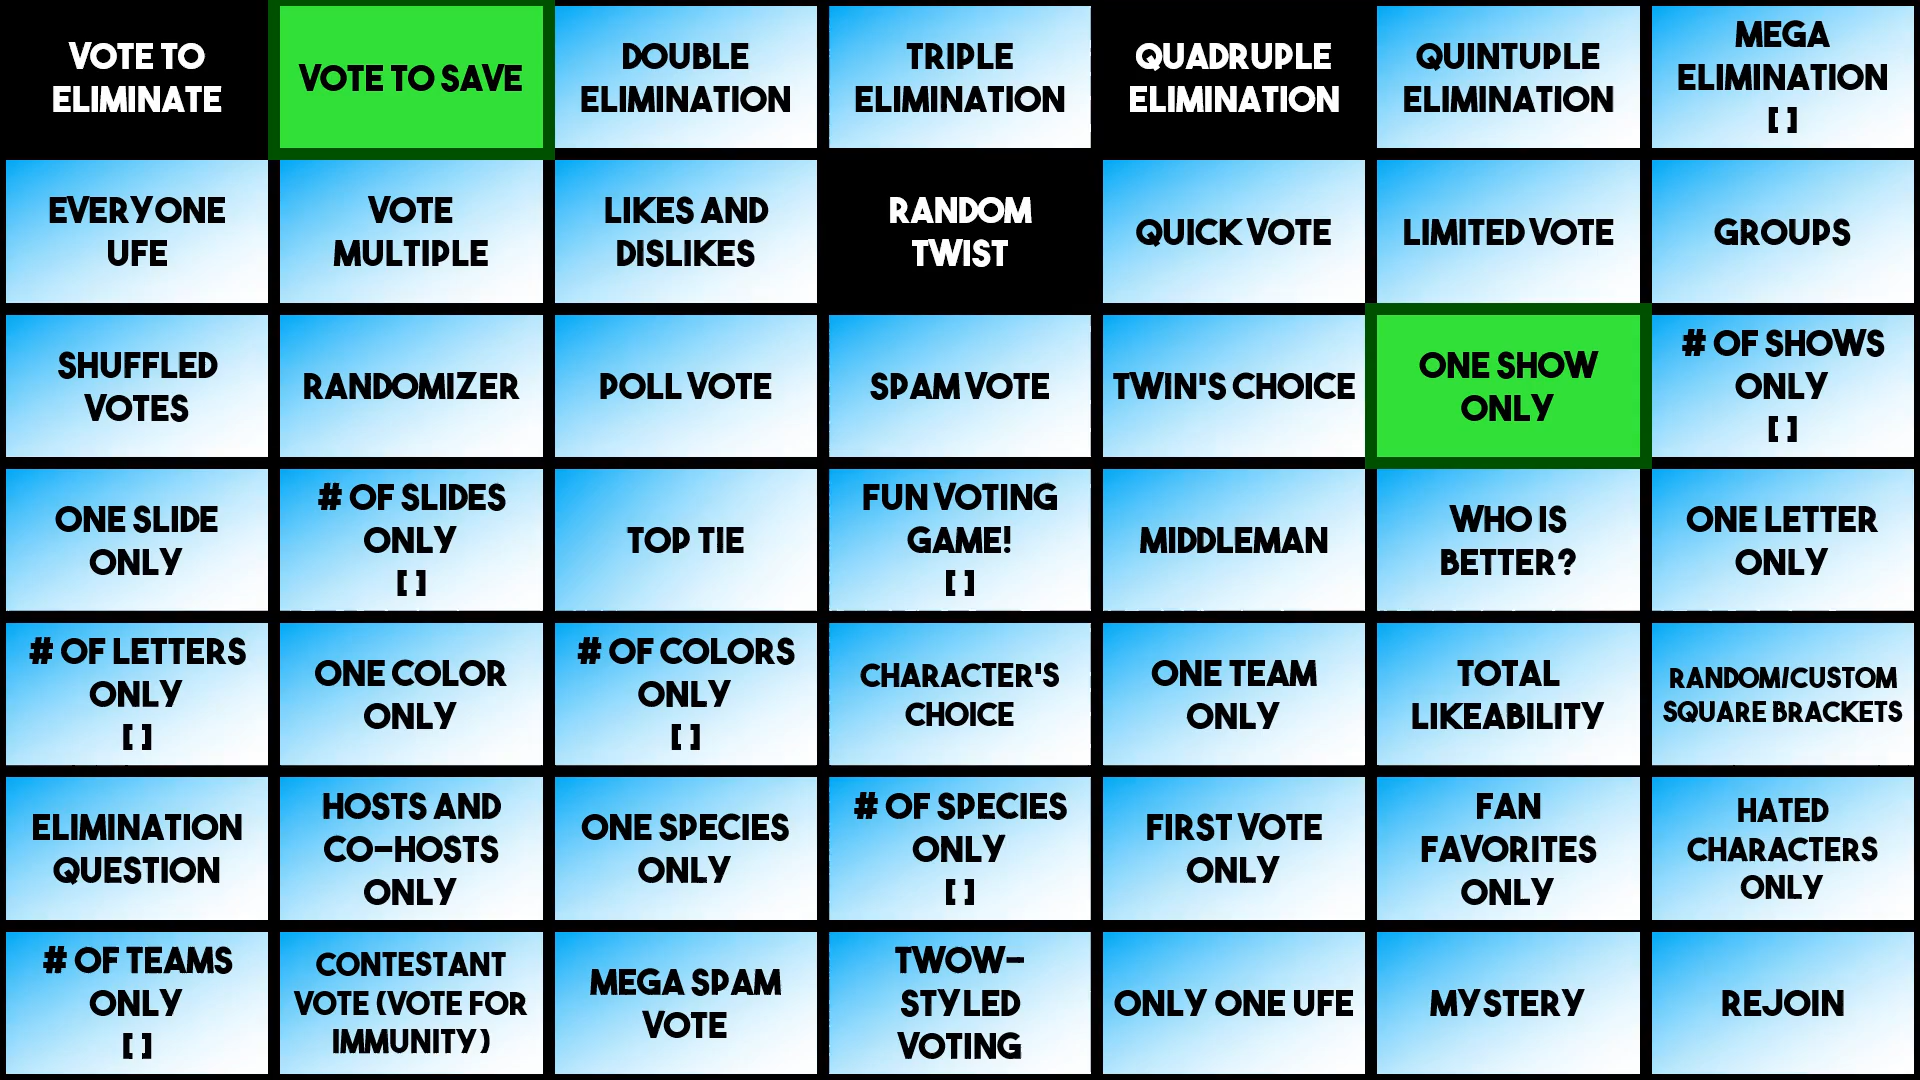 VOTE TO
ELIMINATE
VOTE TO SAVE
DOUBLE
ELIMINATION
TRIPLE
ELIMINATION
QUADRUPLE
ELIMINATION
QUINTUPLE
ELIMINATION
MEGA
ELIMINATION
[ ]
EVERYONE
UFE
VOTE
MULTIPLE
LIKES AND
DISLIKES
RANDOM
TWIST
QUICK VOTE
LIMITED VOTE
GROUPS
SHUFFLED
VOTES
RANDOMIZER
POLL VOTE
SPAM VOTE
TWIN'S CHOICE
ONE SHOW
ONLY
# OF SHOWS
ONLY
[ ]
ONE SLIDE
ONLY
# OF SLIDES
ONLY
[ ]
TOP TIE
FUN VOTING
GAME!
[ ]
MIDDLEMAN
WHO IS
BETTER?
ONE LETTER
ONLY
# OF LETTERS
ONLY
[ ]
ONE COLOR
ONLY
# OF COLORS
ONLY
[ ]
CHARACTER'S
CHOICE
ONE TEAM
ONLY
TOTAL
LIKEABILITY
RANDOM/CUSTOM
SQUARE BRACKETS
ELIMINATION
QUESTION
HOSTS AND
CO-HOSTS
ONLY
ONE SPECIES
ONLY
# OF SPECIES
ONLY
[ ]
FIRST VOTE
ONLY
FAN
FAVORITES
ONLY
HATED
CHARACTERS
ONLY
# OF TEAMS
ONLY
[ ]
CONTESTANT
VOTE (VOTE FOR
IMMUNITY)
MEGA SPAM
VOTE
TWOW-
STYLED
VOTING
ONLY ONE UFE
MYSTERY
REJOIN